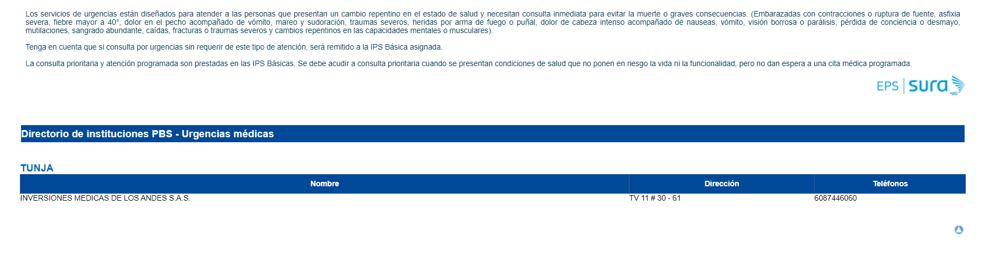 Los servicios de urgencias están diseñados para atender a las personas que presentan un cambio repentino en el estado de salud y necesitan consulta inmediata para evitar la muerte o graves consecuencias. (Embarazadas con contracciones o ruptura de fuente, asfixia
severa, fiebre mayor a 40°, dolor en el pecho acompañado de vómito, mareo y sudoración, traumas severos, heridas por arma de fuego o puñal, dolor de cabeza intenso acompañado de nauseas, vómito, visión borrosa o parálisis, pérdida de conciencia o desmayo,
mutilaciones, sangrado abundante, caídas, fracturas o traumas severos y cambios repentinos en las capacidades mentales o musculares).
Tenga en cuenta que si consulta por urgencias sin requerir de este tipo de atención, será remitido a la IPS Básica asignada.
La consulta prioritaria y atención programada son prestadas en las IPS Básicas. Se debe acudir a consulta prioritaria cuando se presentan condiciones de salud que no ponen en riesgo la vida ni la funcionalidad, pero no dan espera a una cita médica programada.
EPS sura
Directorio de instituciones PBS - Urgencias médicas
TUNJA
Nombre Dirección Teléfonos
INVERSIONES MEDICAS DE LOS ANDES S.A.S. TV 11 # 30 - 61 6087446060